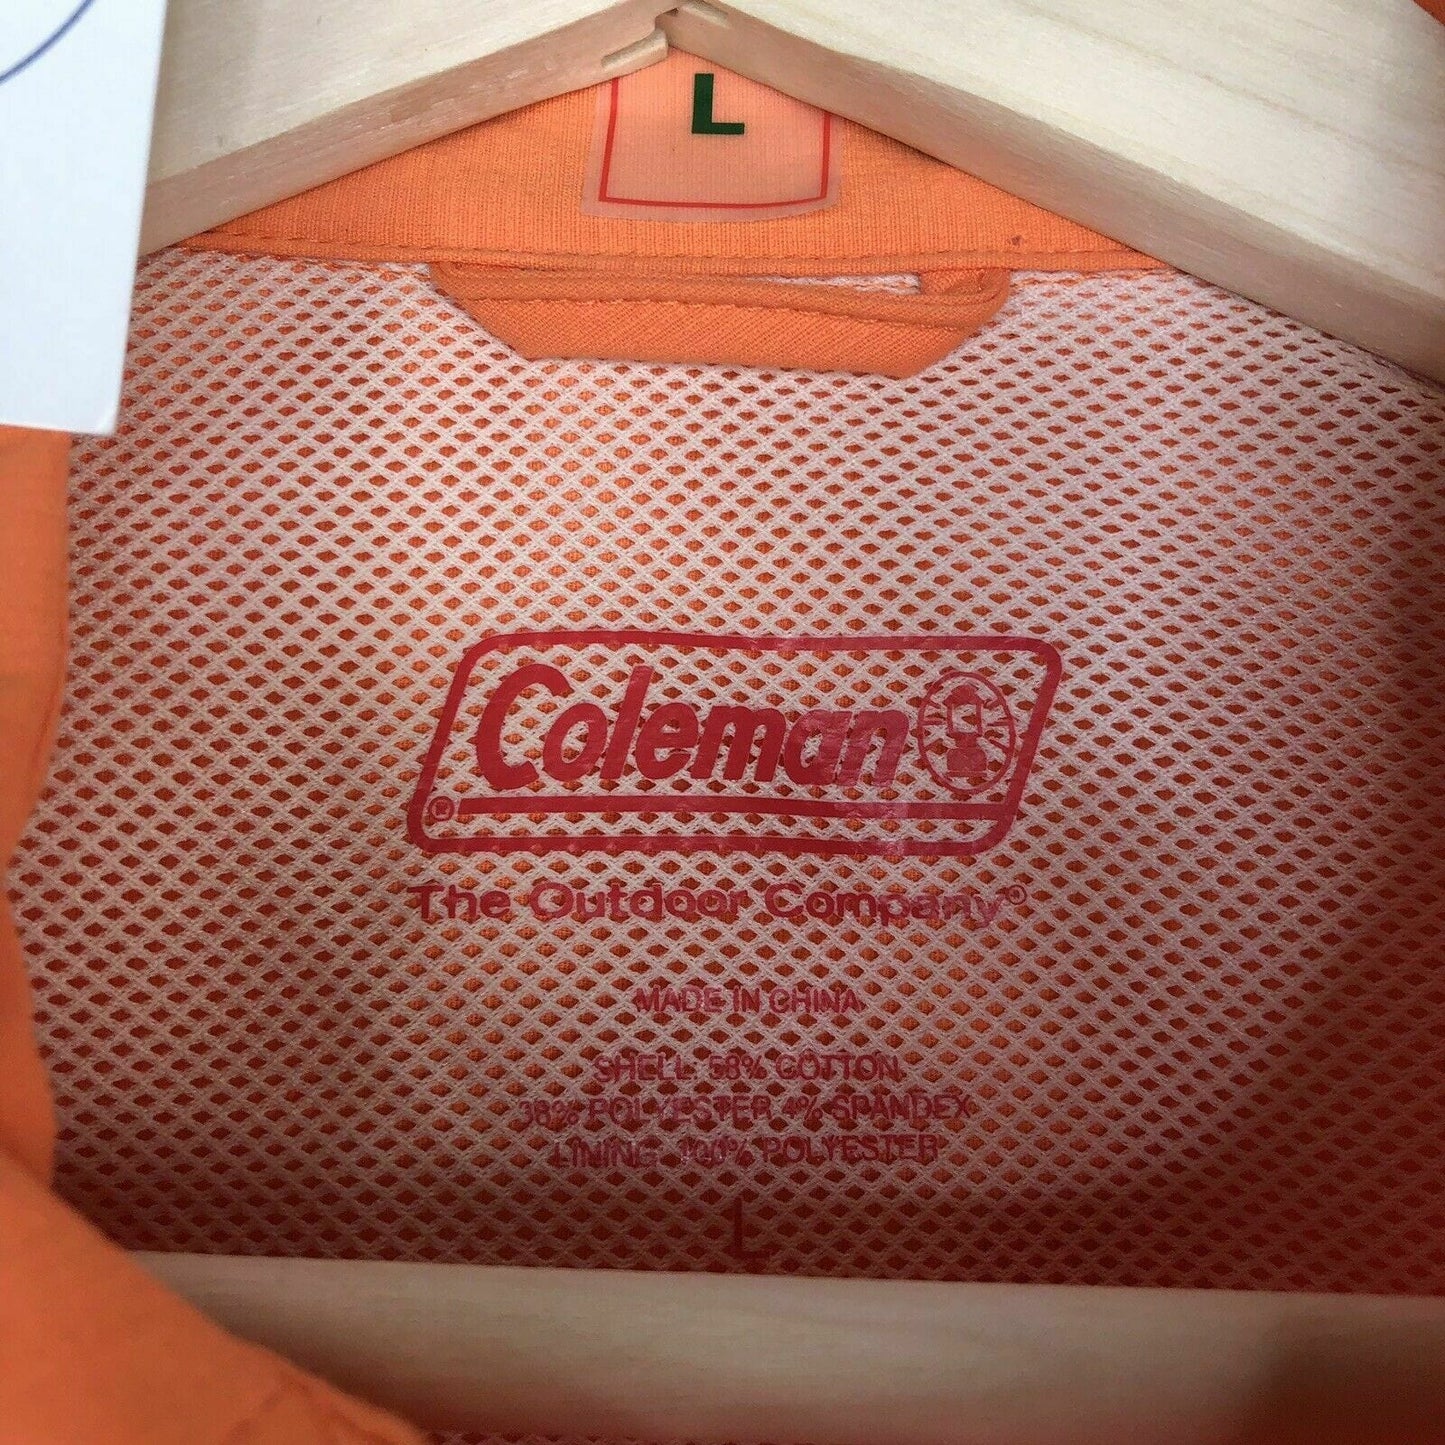 L
Coleman
®
The Outdoor Company®
MADE IN CHINA
SHELL: 58% COTTON
38% POLYESTER 4% SPANDEX
LINING: 100% POLYESTER
L